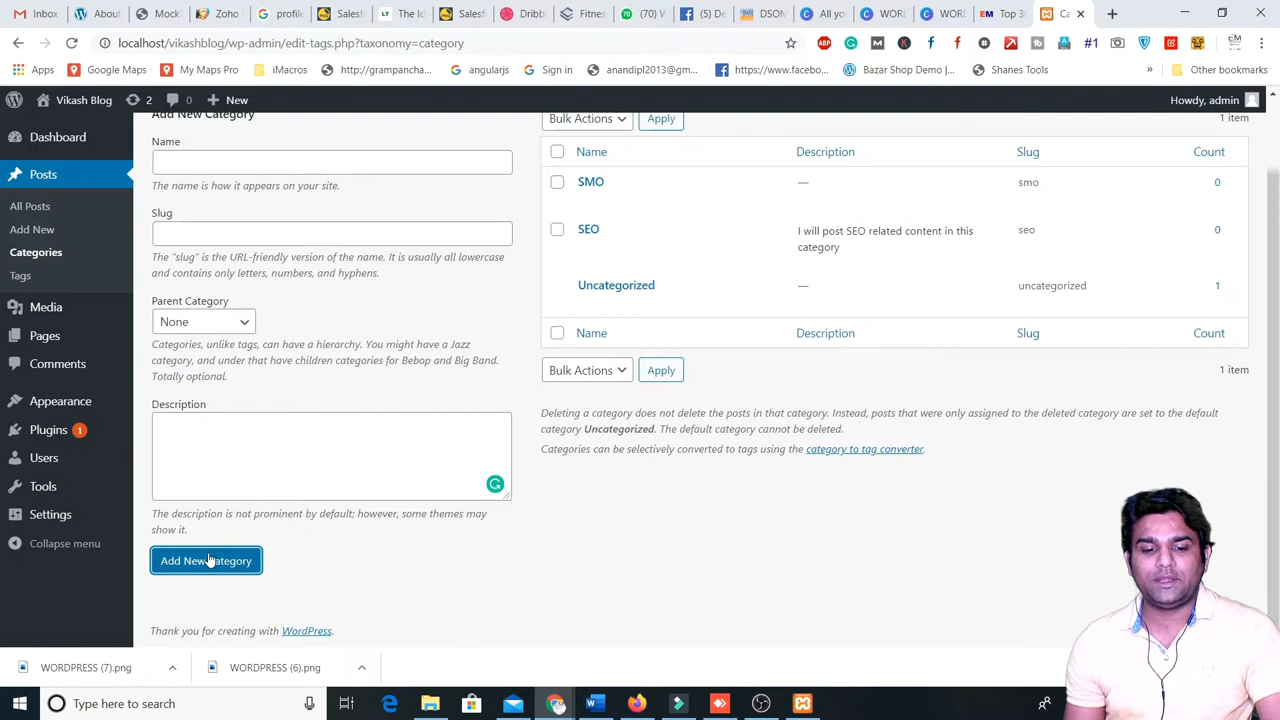 Inbox
About
Mock
Zoho
profile
Salesf
The Id
Salesf
Dribb
Fitnes
(70) W
(5) De
DSOM
All you
WORD
WORD
Top 3
Ca
localhost/vikashblog/wp-admin/edit-tags.php?taxonomy=category
#1
Apps
Google Maps
My Maps Pro
iMacros
http://grampancha...
angularjs
Sign in
anandipl2013@gm...
https://www.facebo...
Bazar Shop Demo |...
Shanes Tools
»
Other bookmarks
Vikash Blog
2
0
New
Howdy, admin
Dashboard
Posts
All Posts
Add New
Categories
Tags
Media
Pages
Comments
Appearance
Plugins 1
Users
Tools
Settings
Collapse menu
Add New Category
Name
The name is how it appears on your site.
Slug
The "slug" is the URL-friendly version of the name. It is usually all lowercase
and contains only letters, numbers, and hyphens.
Parent Category
None
Categories, unlike tags, can have a hierarchy. You might have a Jazz
category, and under that have children categories for Bebop and Big Band.
Totally optional.
Description
The description is not prominent by default; however, some themes may
show it.
Add New Category
Thank you for creating with WordPress.
Bulk Actions Apply 1 item
Name Description Slug Count
SMO — smo 0
SEO I will post SEO related content in this
category seo 0
Uncategorized — uncategorized 1
Name Description Slug Count
Bulk Actions Apply 1 item
Deleting a category does not delete the posts in that category. Instead, posts that were only assigned to the deleted category are set to the default
category Uncategorized. The default category cannot be deleted.
Categories can be selectively converted to tags using the category to tag converter.
WORDPRESS (7).png
WORDPRESS (6).png
Type here to search